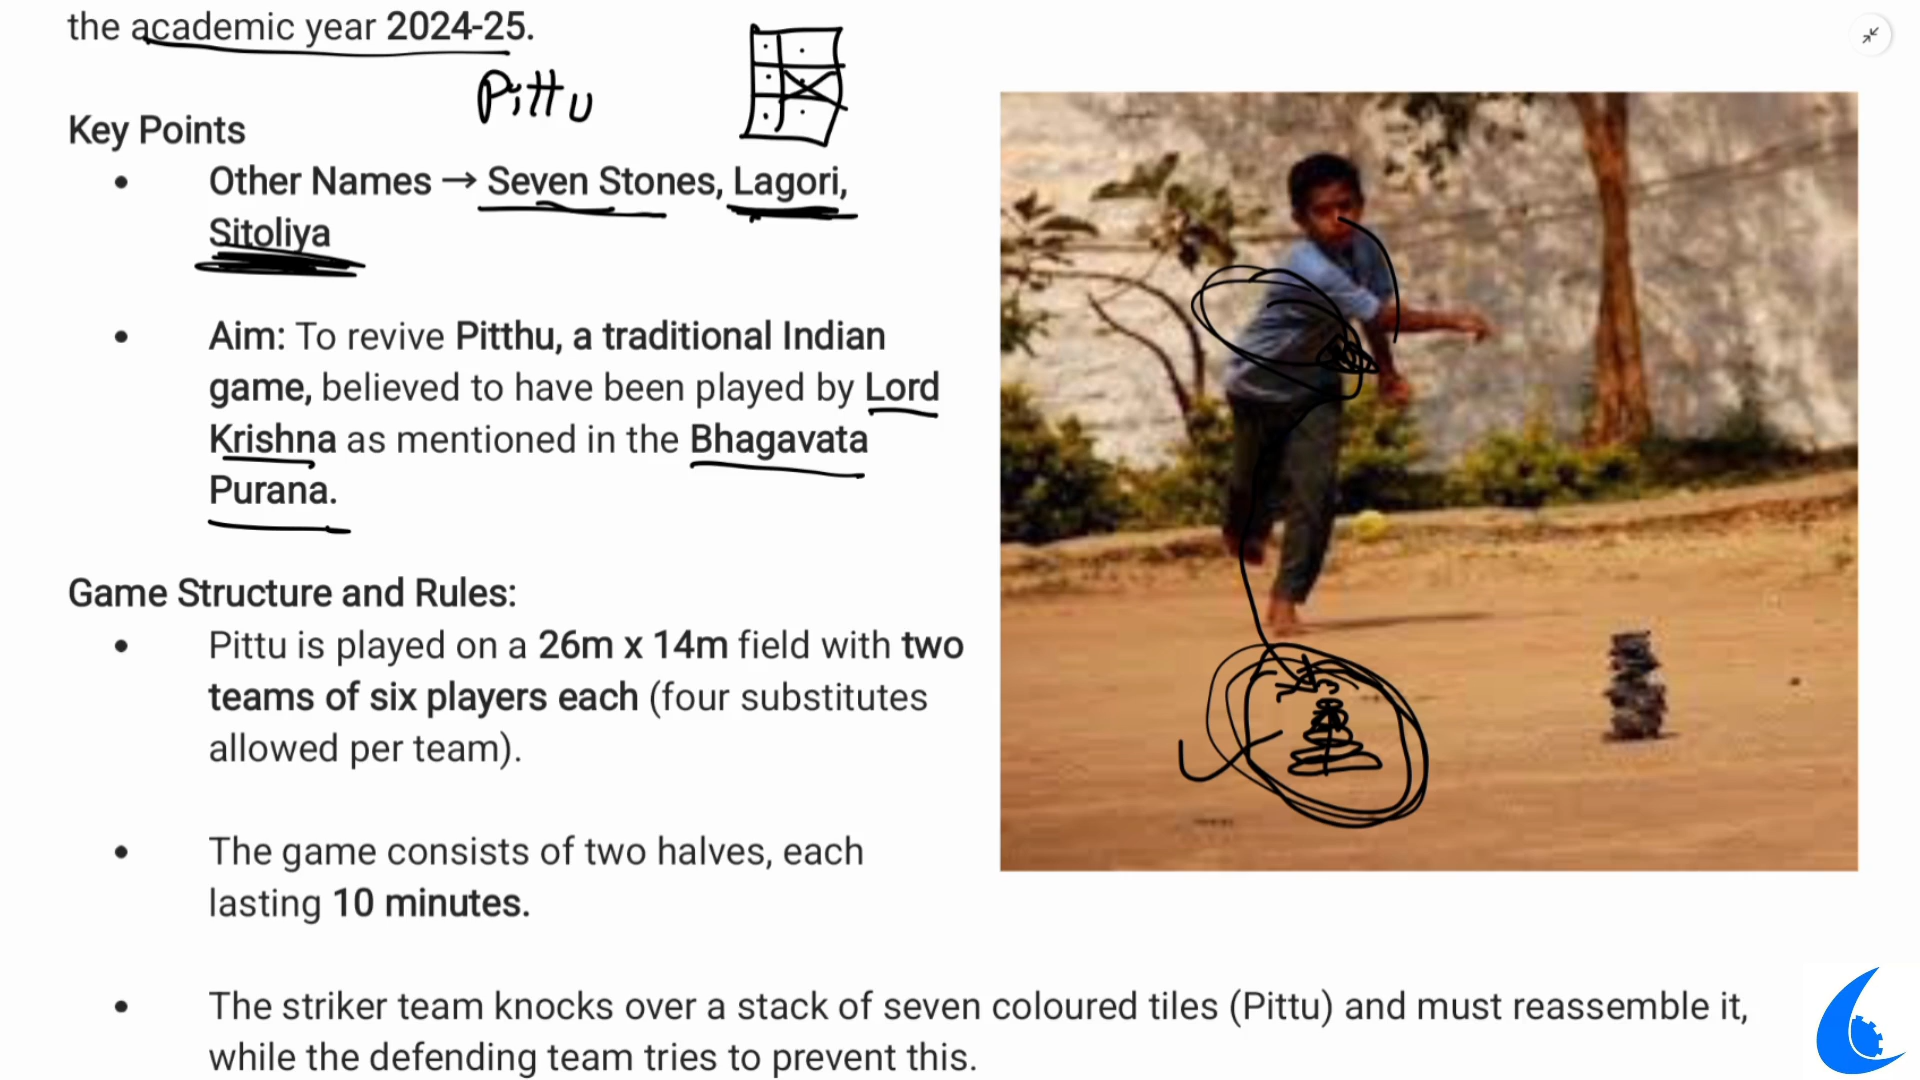 the academic year 2024-25.
Pittu
Key Points
• Other Names → Seven Stones, Lagori,
Sitoliya
• Aim: To revive Pitthu, a traditional Indian
game, believed to have been played by Lord
Krishna as mentioned in the Bhagavata
Purana.
Game Structure and Rules:
• Pittu is played on a 26m x 14m field with two
teams of six players each (four substitutes
allowed per team).
• The game consists of two halves, each
lasting 10 minutes.
• The striker team knocks over a stack of seven coloured tiles (Pittu) and must reassemble it,
while the defending team tries to prevent this.